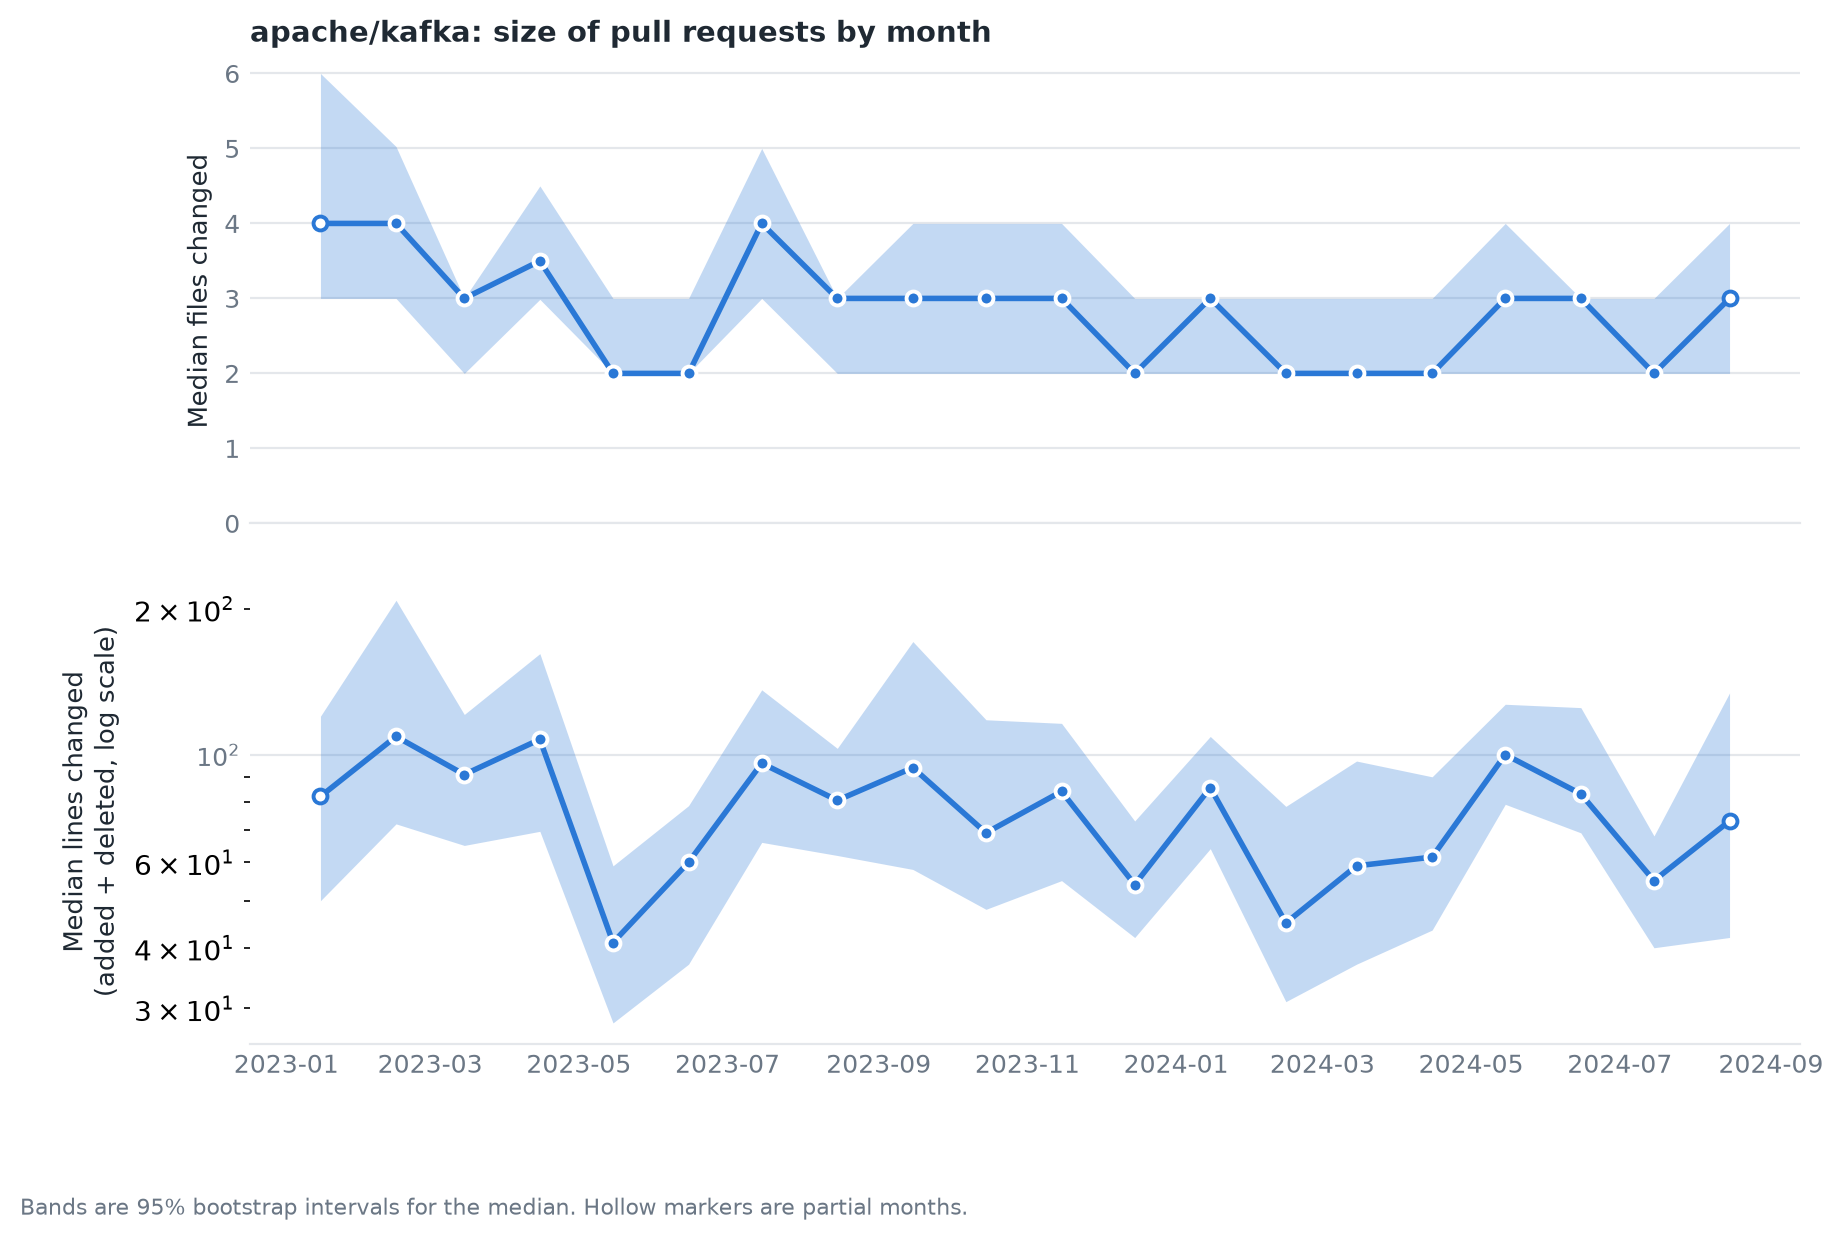 apache/kafka: size of pull requests by month
6
5
4
3
2
1
0
Median files changed
2 × 10²
10²
6 × 10¹
4 × 10¹
3 × 10¹
Median lines changed
(added + deleted, log scale)
2023-01 2023-03 2023-05 2023-07 2023-09 2023-11 2024-01 2024-03 2024-05 2024-07 2024-09
Bands are 95% bootstrap intervals for the median. Hollow markers are partial months.